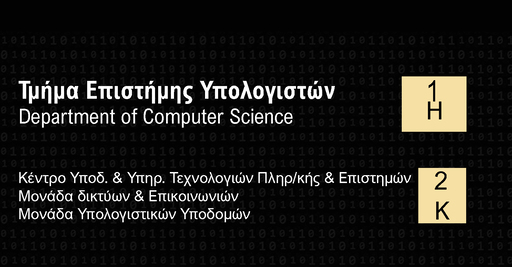 Τμήμα Επιστήμης Υπολογιστών
Department of Computer Science
1
H
Κέντρο Υποδ. & Υπηρ. Τεχνολογιών Πληρ/κής & Επιστημών
Μονάδα δικτύων & Επικοινωνιών
Μονάδα Υπολογιστικών Υποδομών
2
K